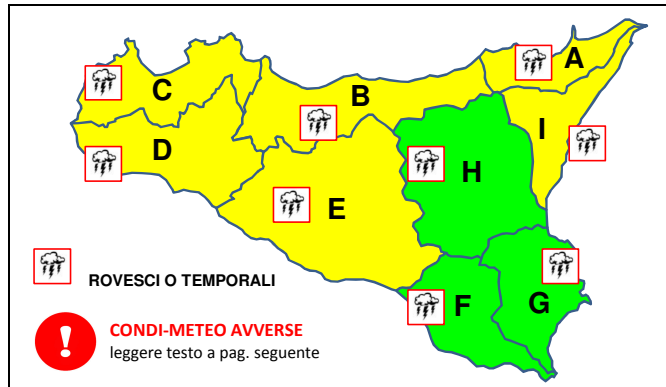 A
C
B
I
D
H
E
F
G
ROVESCI O TEMPORALI
CONDI-METEO AVVERSE
leggere testo a pag. seguente